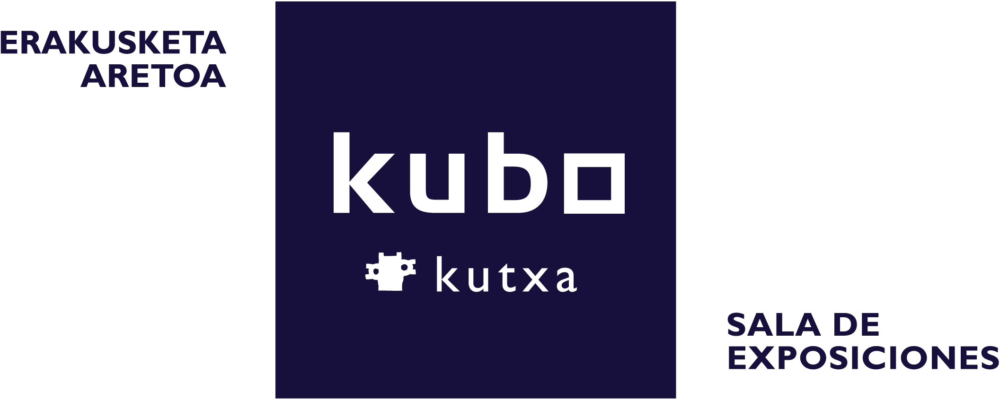 ERAKUSKETA
ARETOA
kubo
kutxa
SALA DE
EXPOSICIONES